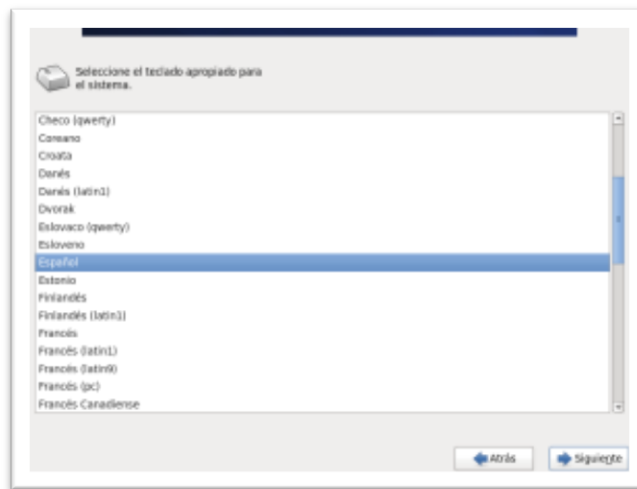 Seleccione el teclado apropiado para
el sistema.
Checo (qwerty)
Coreano
Croata
Danés
Danés (latin1)
Dvorak
Eslovaco (qwerty)
Esloveno
Español
Estonio
Finlandés
Finlandés (latin1)
Francés
Francés (latin1)
Francés (latin9)
Francés (pc)
Francés Canadiense
Atrás
Siguiente